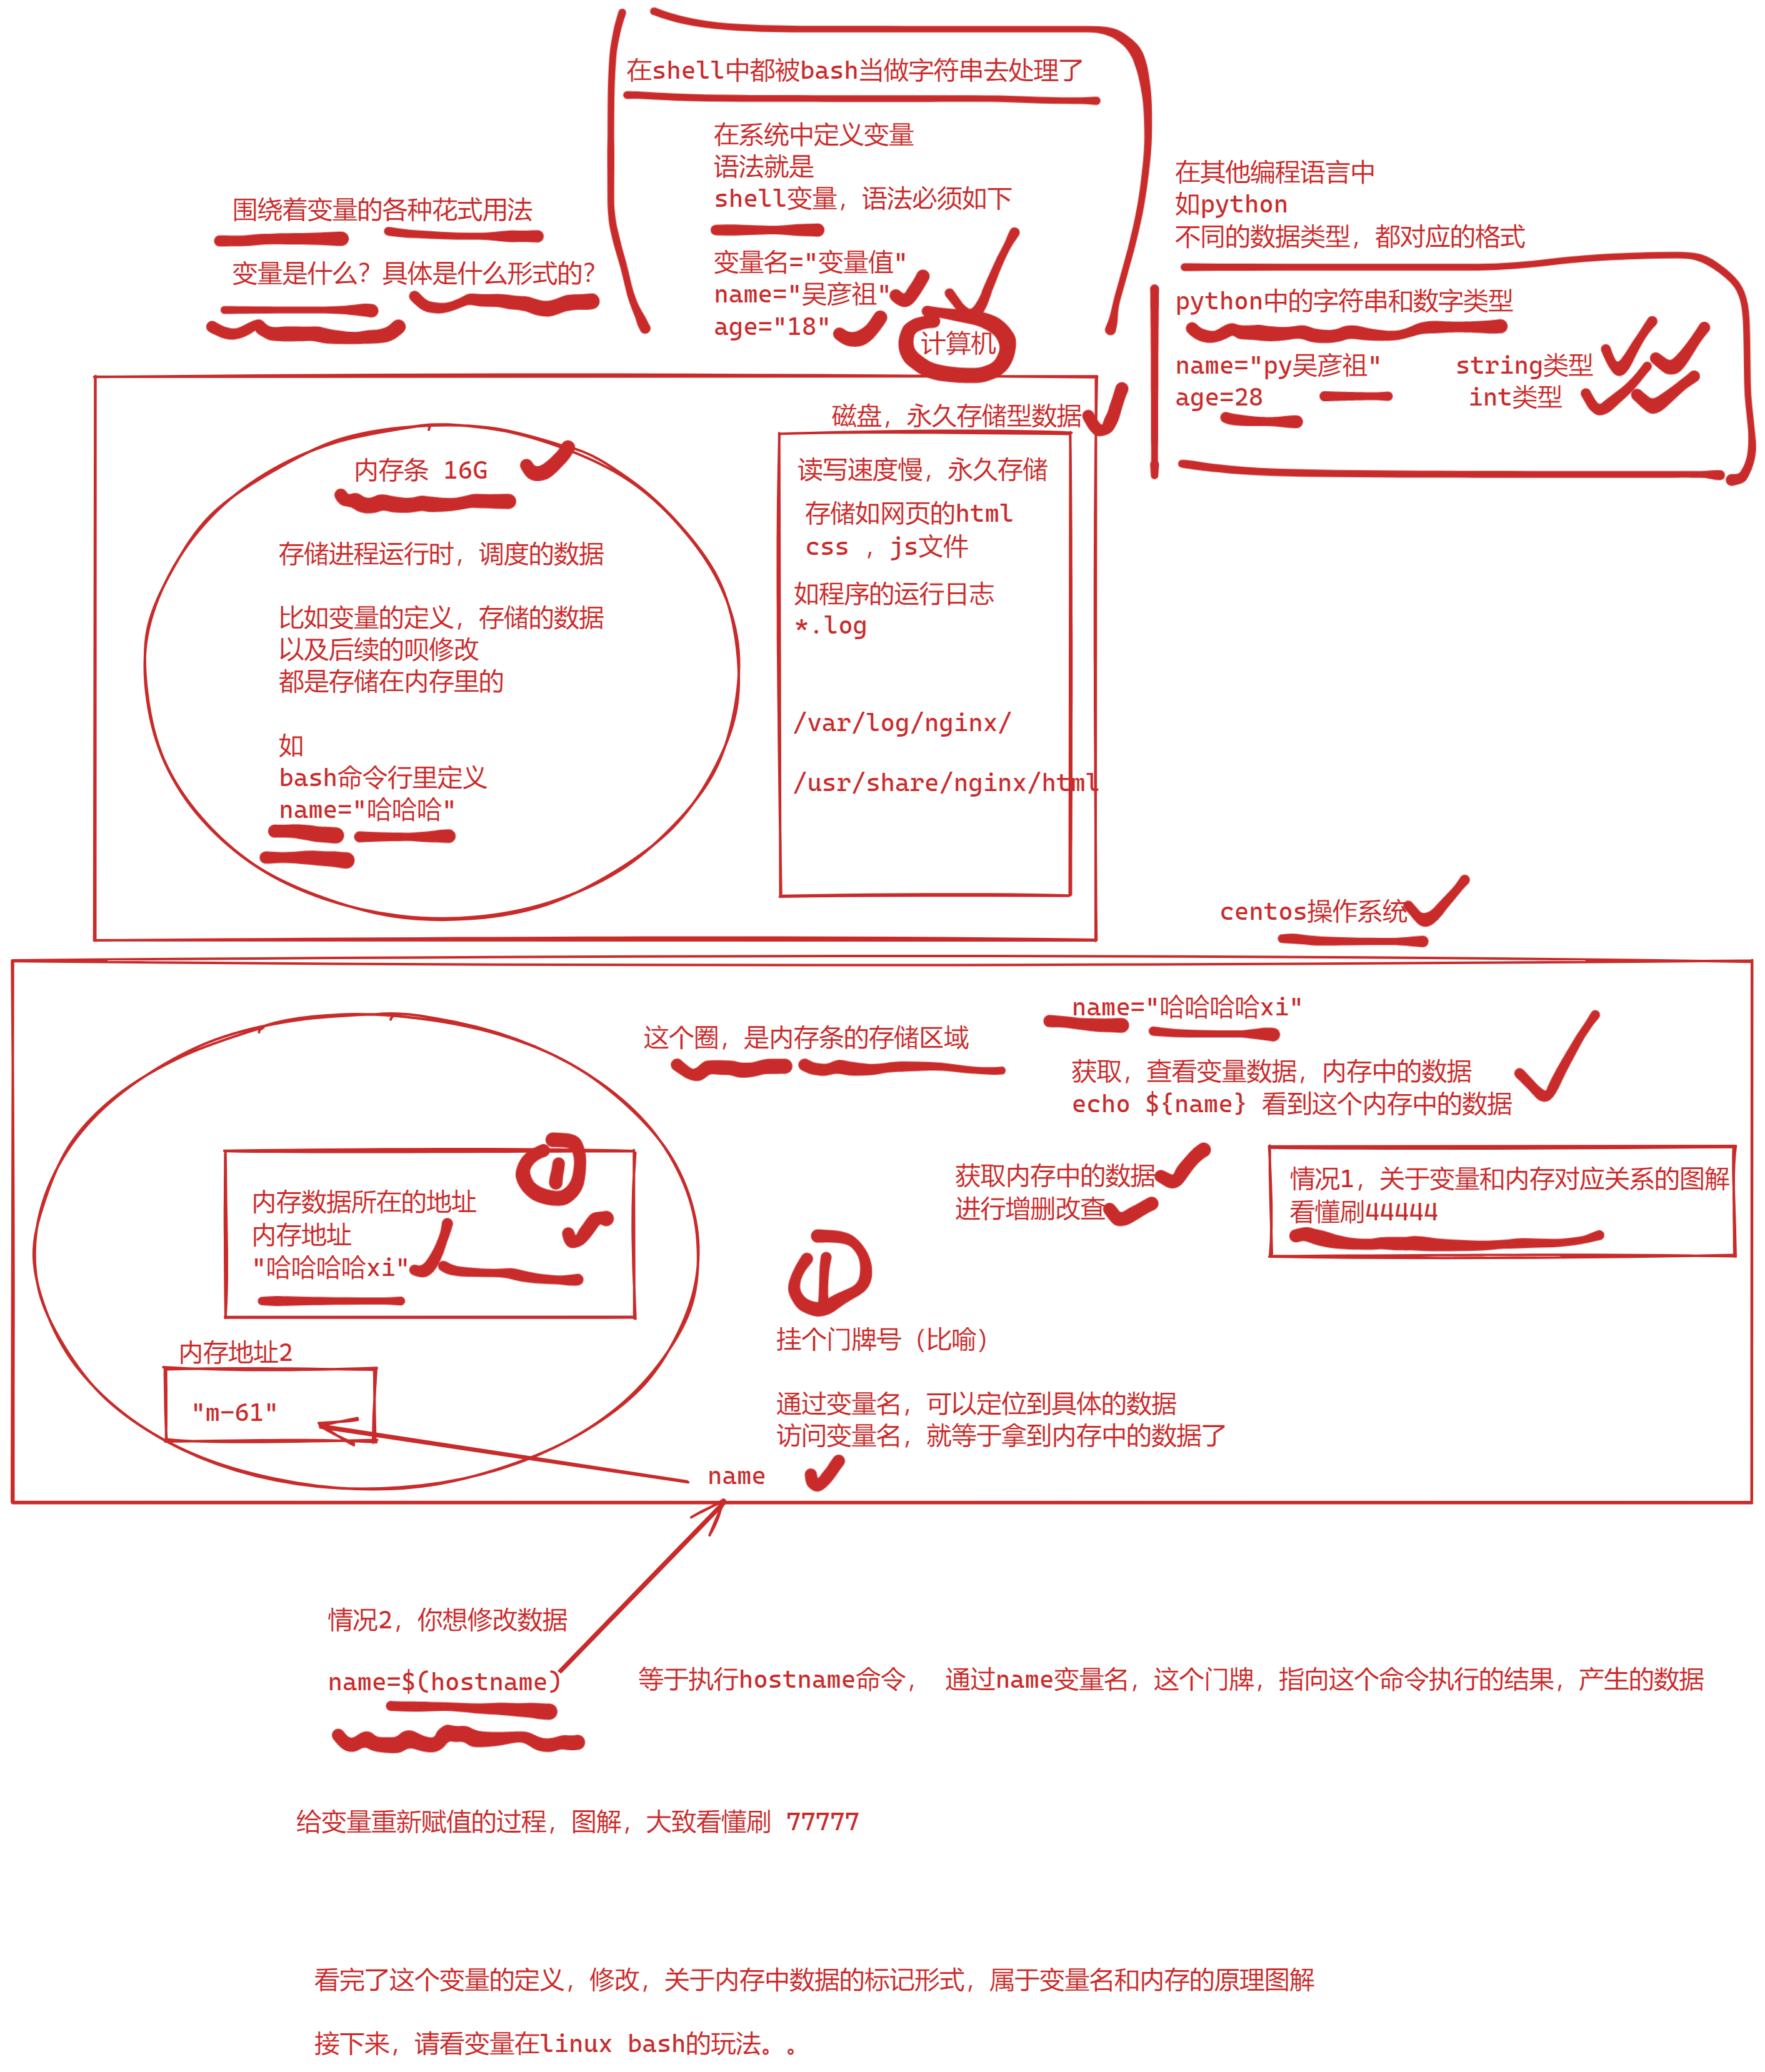 在shell中都被bash当做字符串去处理了
在系统中定义变量
语法就是
shell变量，语法必须如下
变量名="变量值"
name="吴彦祖"
age="18"
计算机
围绕着变量的各种花式用法
变量是什么？具体是什么形式的？
在其他编程语言中
如python
不同的数据类型，都对应的格式
python中的字符串和数字类型
name="py吴彦祖" string类型
age=28 int类型
内存条 16G
存储进程运行时，调度的数据
比如变量的定义，存储的数据
以及后续的呗修改
都是存储在内存里的
如
bash命令行里定义
name="哈哈哈"
磁盘，永久存储型数据
读写速度慢，永久存储
存储如网页的html
css ，js文件
如程序的运行日志
*.log
/var/log/nginx/
/usr/share/nginx/html
centos操作系统
这个圈，是内存条的存储区域
name="哈哈哈哈xi"
获取，查看变量数据，内存中的数据
echo ${name} 看到这个内存中的数据
获取内存中的数据
进行增删改查
情况1，关于变量和内存对应关系的图解
看懂刷44444
1
内存数据所在的地址
内存地址
"哈哈哈哈xi"
内存地址2
"m-61"
1
挂个门牌号（比喻）
通过变量名，可以定位到具体的数据
访问变量名，就等于拿到内存中的数据了
name
情况2，你想修改数据
name=$(hostname)
等于执行hostname命令， 通过name变量名，这个门牌，指向这个命令执行的结果，产生的数据
给变量重新赋值的过程，图解，大致看懂刷 77777
看完了这个变量的定义，修改，关于内存中数据的标记形式，属于变量名和内存的原理图解
接下来，请看变量在linux bash的玩法。。